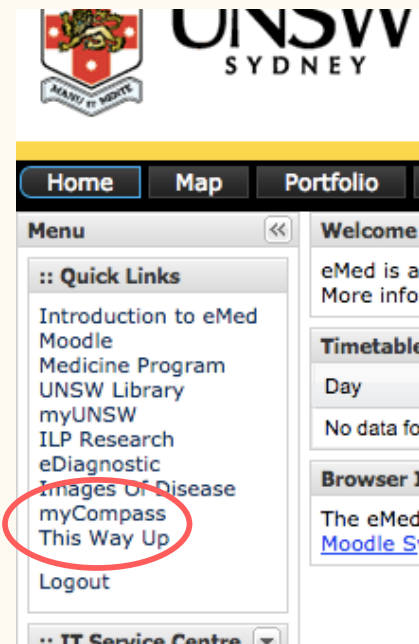 UNSW
SYDNEY
MANU ET MENTE
Home Map Portfolio
Menu
:: Quick Links
Introduction to eMed
Moodle
Medicine Program
UNSW Library
myUNSW
ILP Research
eDiagnostic
Images Of Disease
myCompass
This Way Up
Logout
:: IT Service Centre
Welcome
eMed is a
More info
Timetable
Day
No data fo
Browser I
The eMed
Moodle S